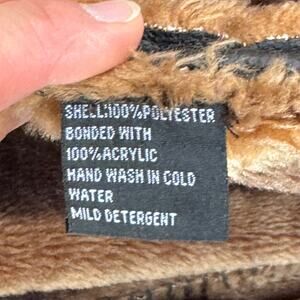 SHELL:100%POLYESTER
BONDED WITH
100%ACRYLIC
HAND WASH IN COLD
WATER
MILD DETERGENT